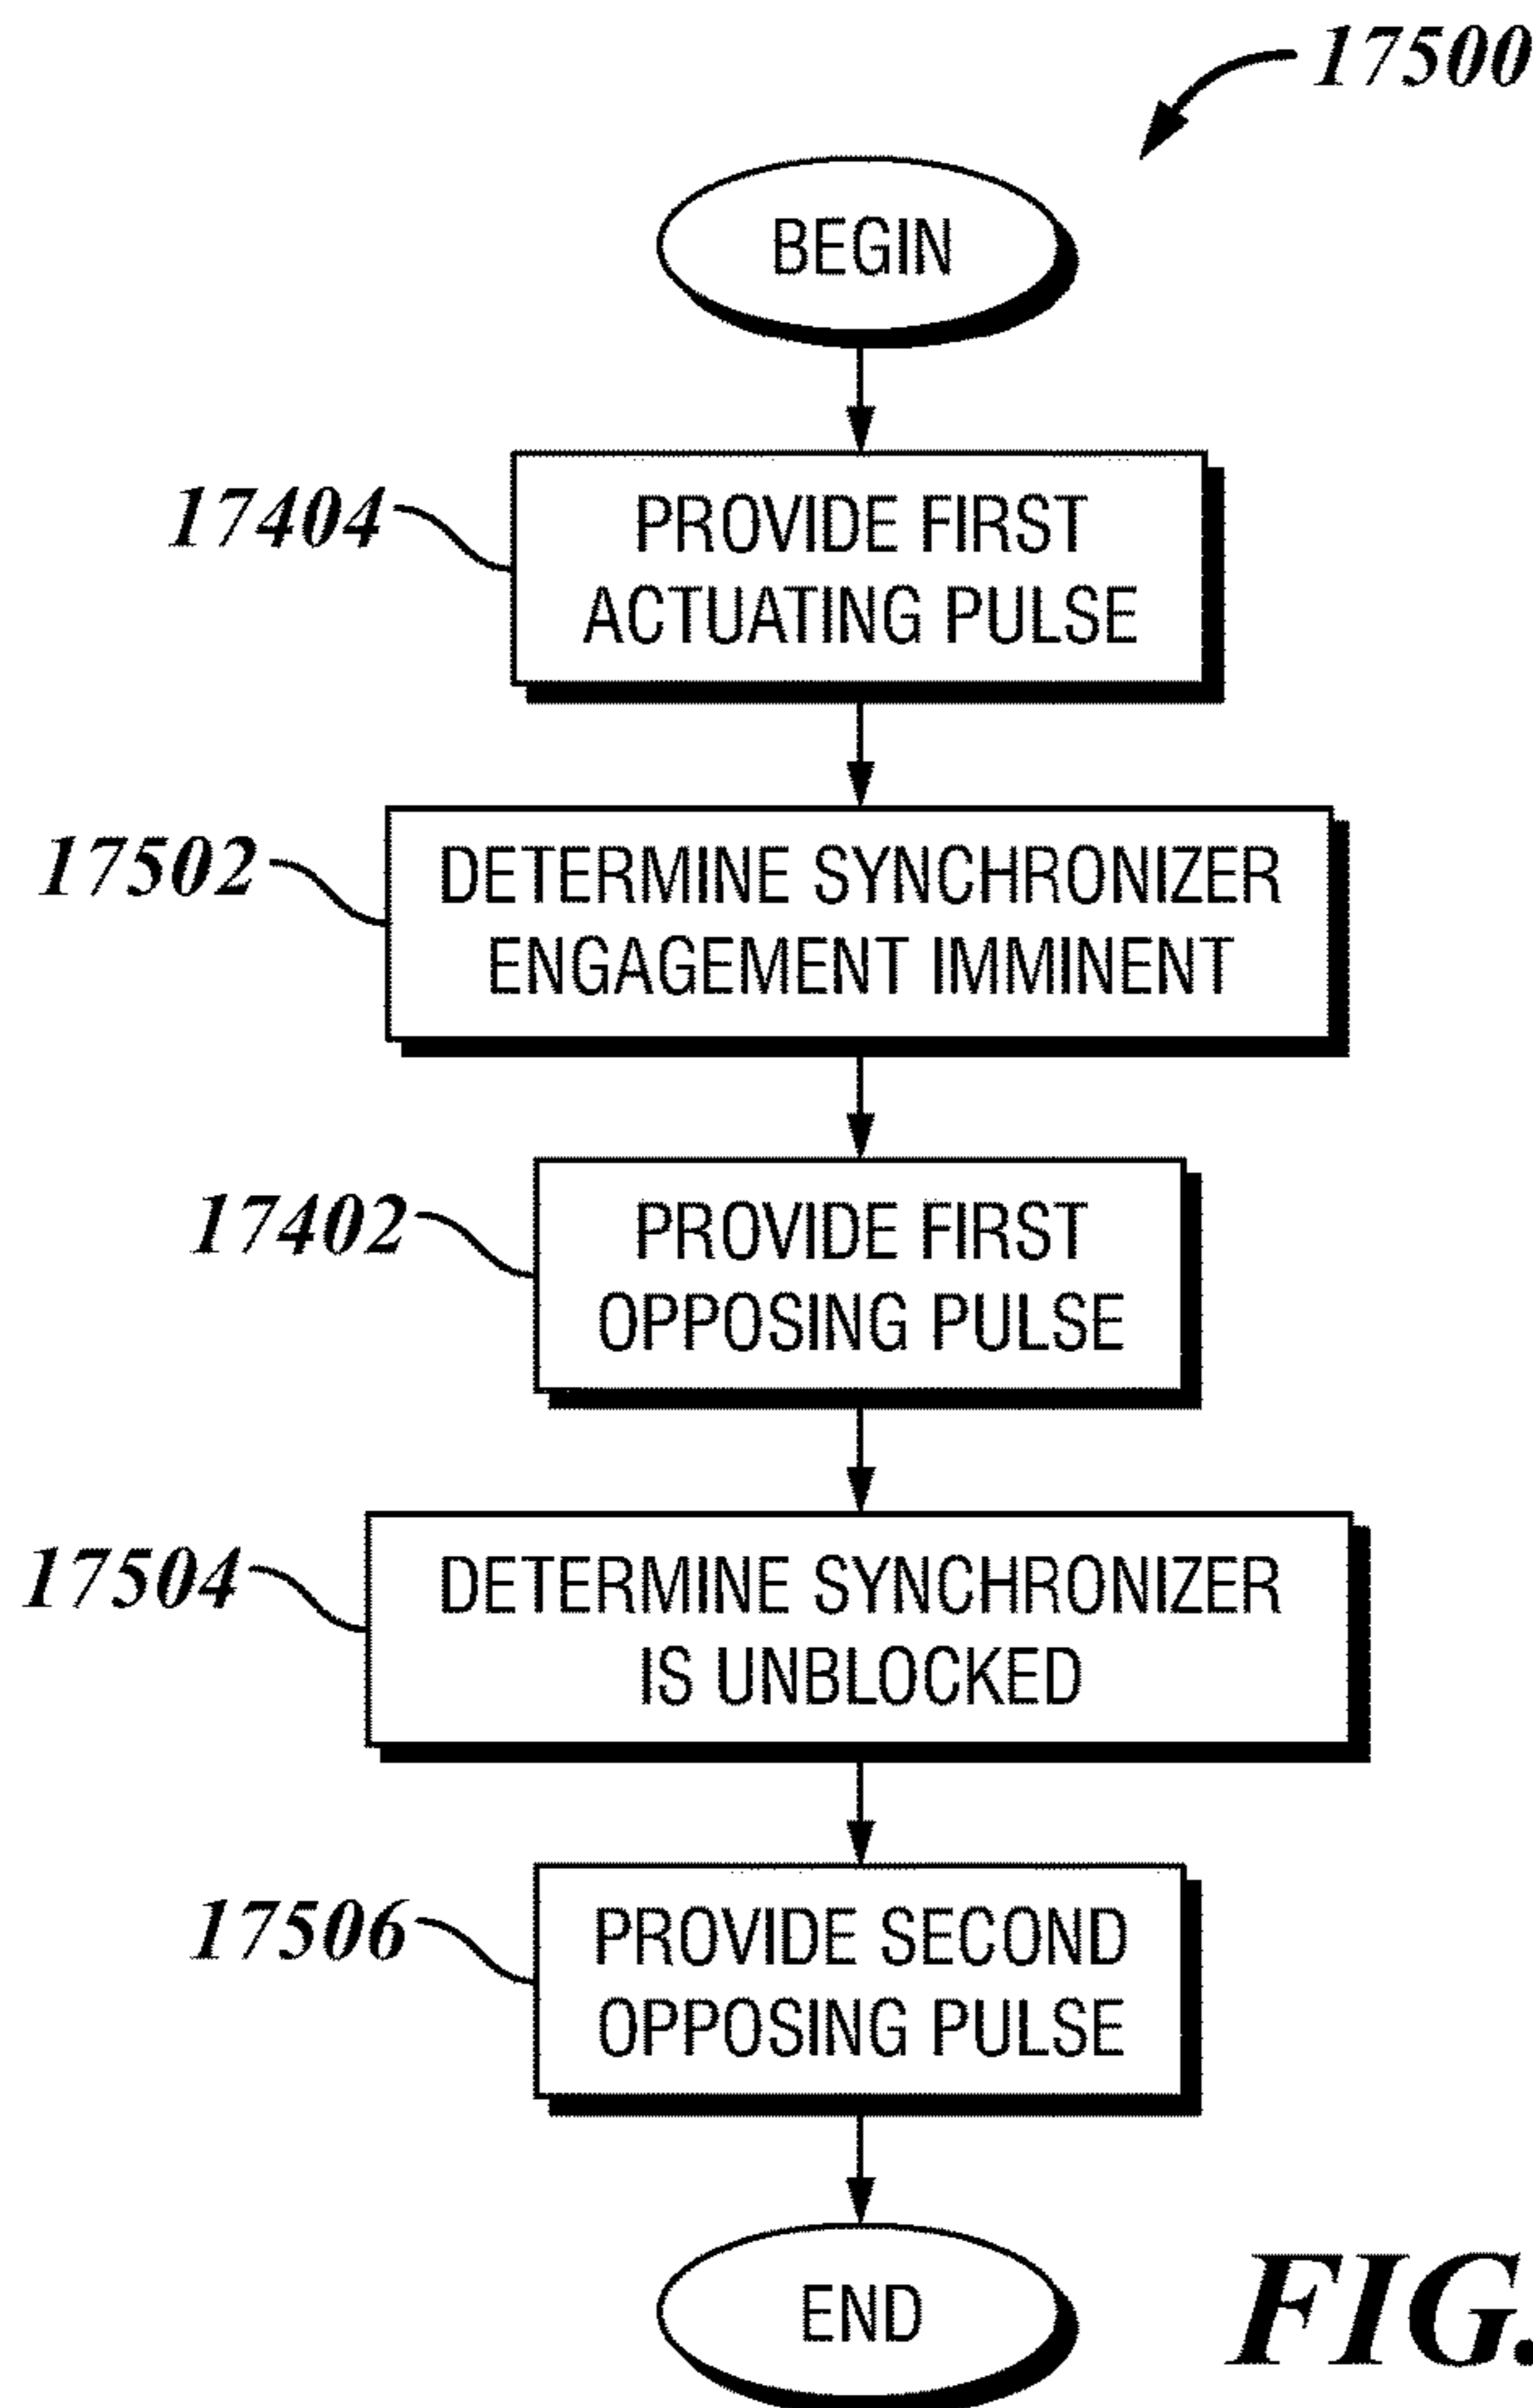 17500
BEGIN
17404
PROVIDE FIRST
ACTUATING PULSE
17502
DETERMINE SYNCHRONIZER
ENGAGEMENT IMMINENT
17402
PROVIDE FIRST
OPPOSING PULSE
17504
DETERMINE SYNCHRONIZER
IS UNBLOCKED
17506
PROVIDE SECOND
OPPOSING PULSE
END
FIG.